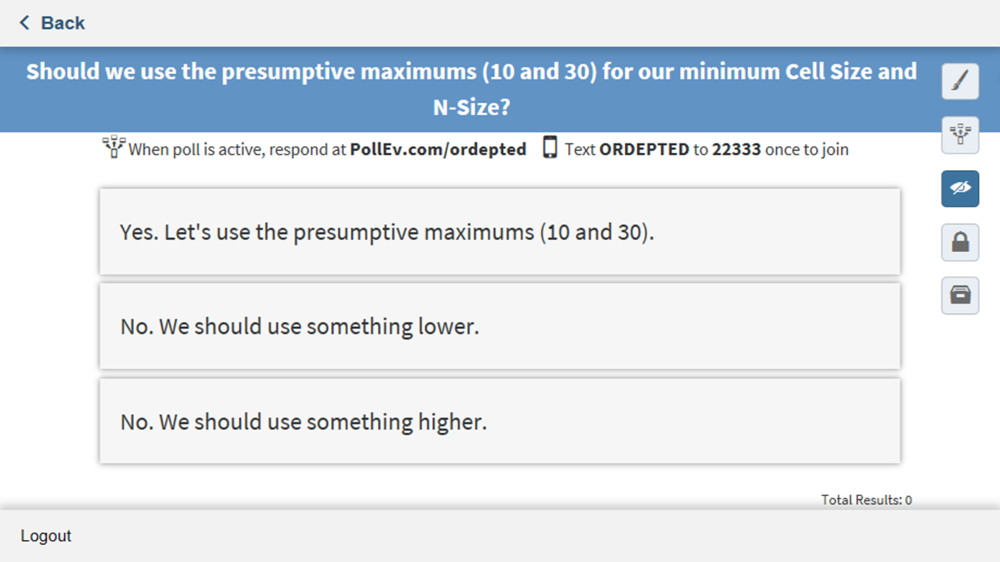 Back
Should we use the presumptive maximums (10 and 30) for our minimum Cell Size and
N-Size?
When poll is active, respond at PollEv.com/ordepted Text ORDEPTED to 22333 once to join
Yes. Let's use the presumptive maximums (10 and 30).
No. We should use something lower.
No. We should use something higher.
Total Results: 0
Logout